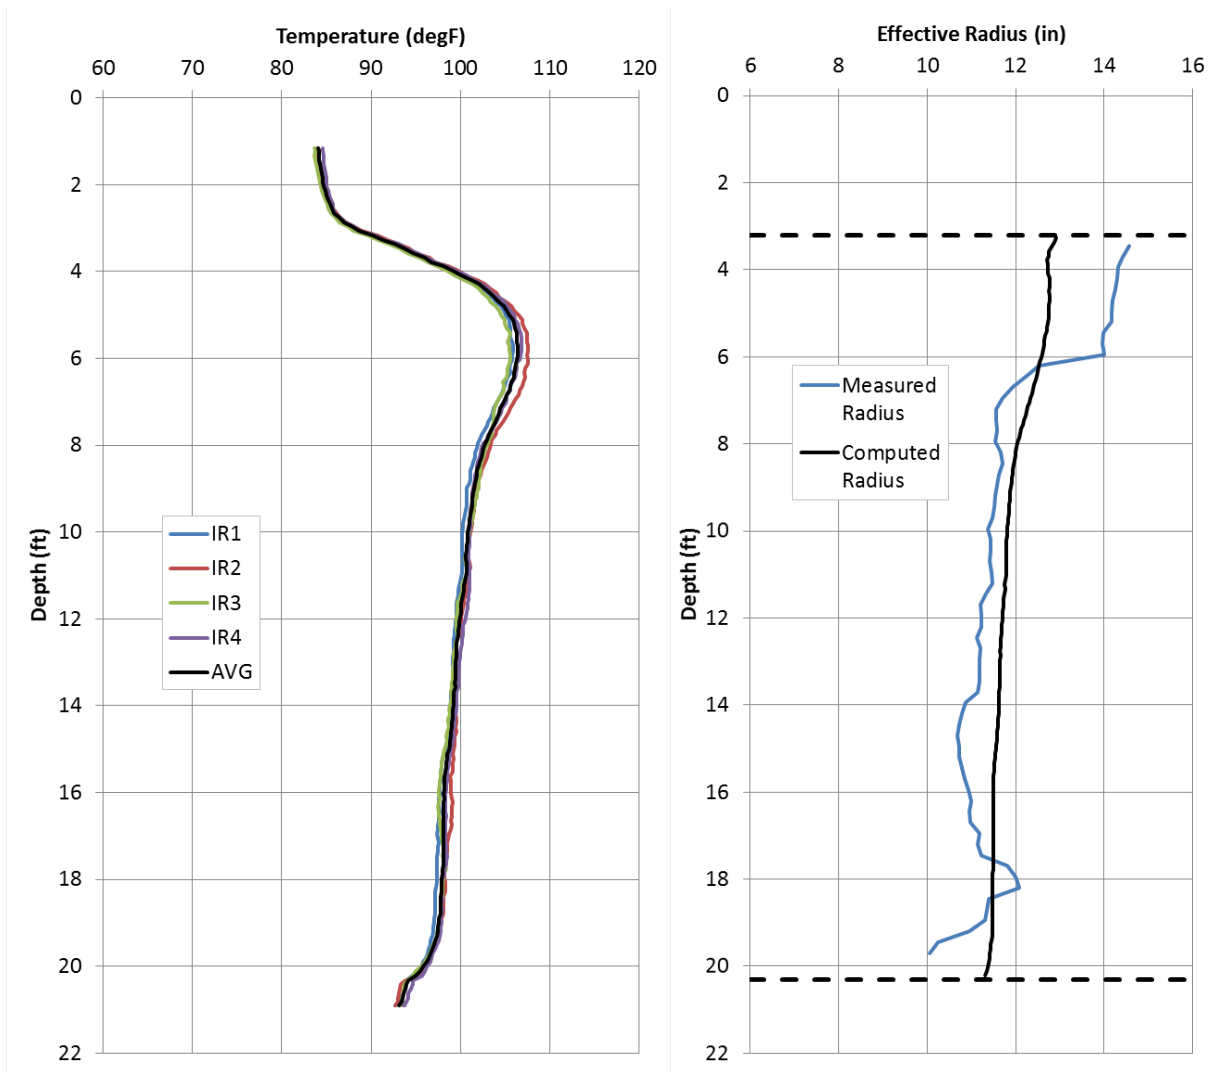 Temperature (degF)
60 70 80 90 100 110 120
0
2
4
6
8
10
12
14
16
18
20
22
Depth (ft)
IR1
IR2
IR3
IR4
AVG
Effective Radius (in)
6 8 10 12 14 16
0
2
4
6
8
10
12
14
16
18
20
22
Depth (ft)
Measured
Radius
Computed
Radius